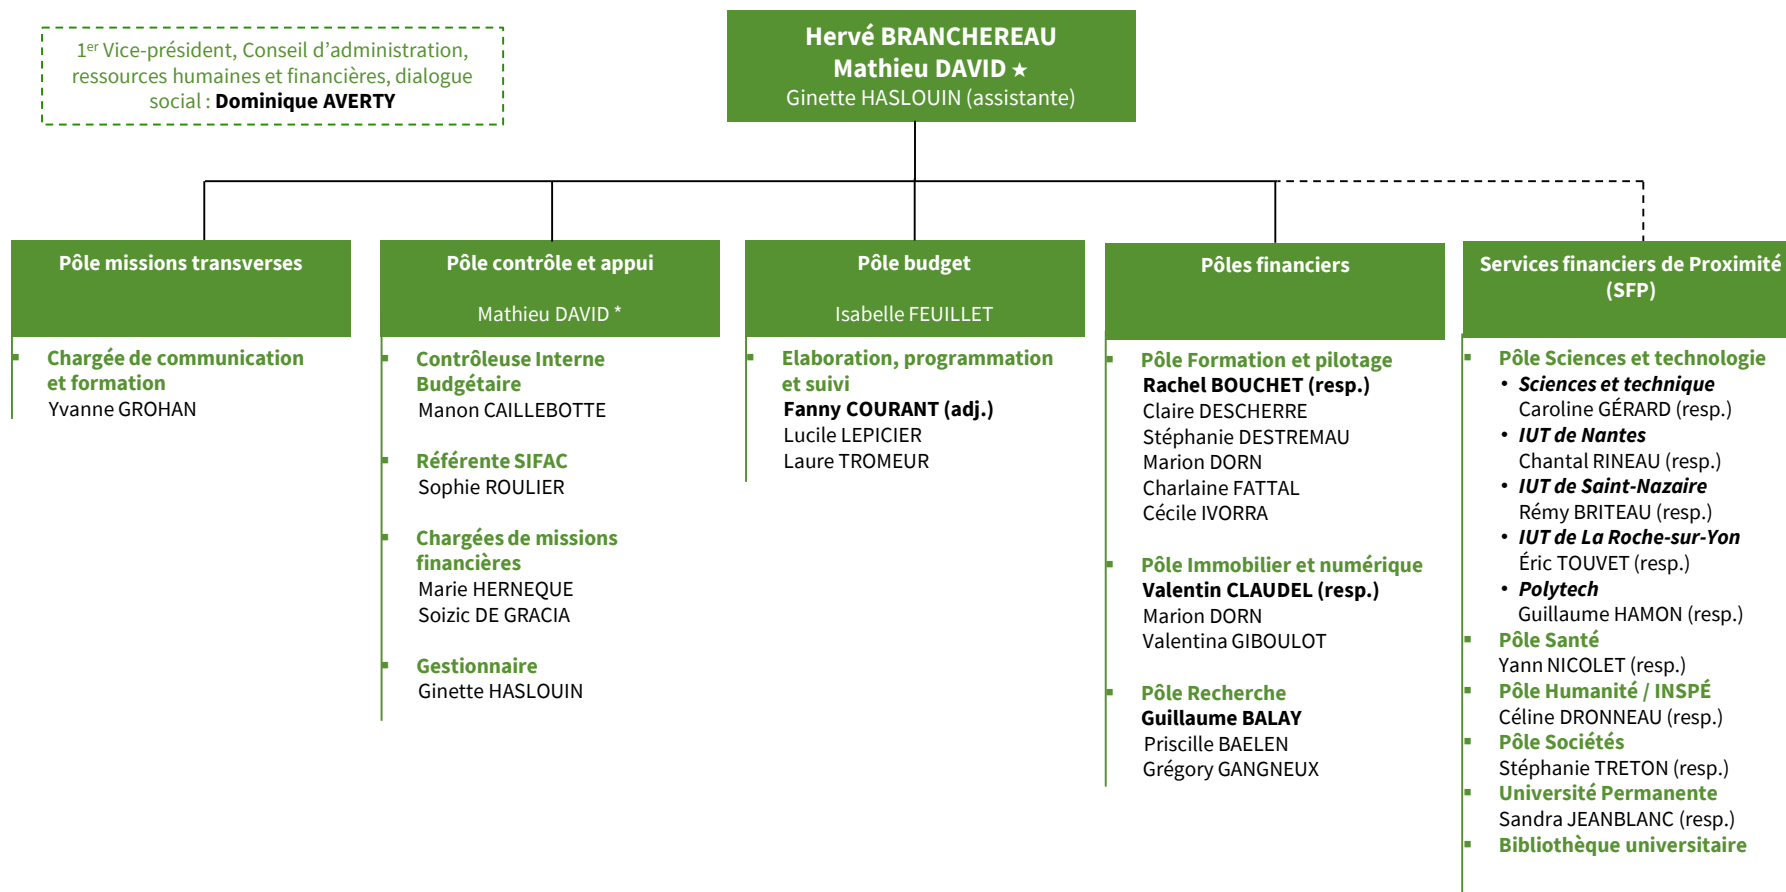 1er Vice-président, Conseil d’administration,
ressources humaines et financières, dialogue
social : Dominique AVERTY
Hervé BRANCHEREAU
Mathieu DAVID ★
Ginette HASLOUIN (assistante)
Pôle missions transverses
▪ Chargée de communication
et formation
Yvanne GROHAN
Pôle contrôle et appui
Mathieu DAVID *
▪ Contrôleuse Interne
Budgétaire
Manon CAILLEBOTTE
▪ Référente SIFAC
Sophie ROULIER
▪ Chargées de missions
financières
Marie HERNEQUE
Soizic DE GRACIA
▪ Gestionnaire
Ginette HASLOUIN
Pôle budget
Isabelle FEUILLET
▪ Elaboration, programmation
et suivi
Fanny COURANT (adj.)
Lucile LEPICIER
Laure TROMEUR
Pôles financiers
▪ Pôle Formation et pilotage
Rachel BOUCHET (resp.)
Claire DESCHERRE
Stéphanie DESTREMAU
Marion DORN
Charlaine FATTAL
Cécile IVORRA
▪ Pôle Immobilier et numérique
Valentin CLAUDEL (resp.)
Marion DORN
Valentina GIBOULOT
▪ Pôle Recherche
Guillaume BALAY
Priscille BAELEN
Grégory GANGNEUX
Services financiers de Proximité
(SFP)
▪ Pôle Sciences et technologie
• Sciences et technique
Caroline GÉRARD (resp.)
• IUT de Nantes
Chantal RINEAU (resp.)
• IUT de Saint-Nazaire
Rémy BRITEAU (resp.)
• IUT de La Roche-sur-Yon
Éric TOUVET (resp.)
• Polytech
Guillaume HAMON (resp.)
▪ Pôle Santé
Yann NICOLET (resp.)
▪ Pôle Humanité / INSPÉ
Céline DRONNEAU (resp.)
▪ Pôle Sociétés
Stéphanie TRETON (resp.)
▪ Université Permanente
Sandra JEANBLANC (resp.)
▪ Bibliothèque universitaire